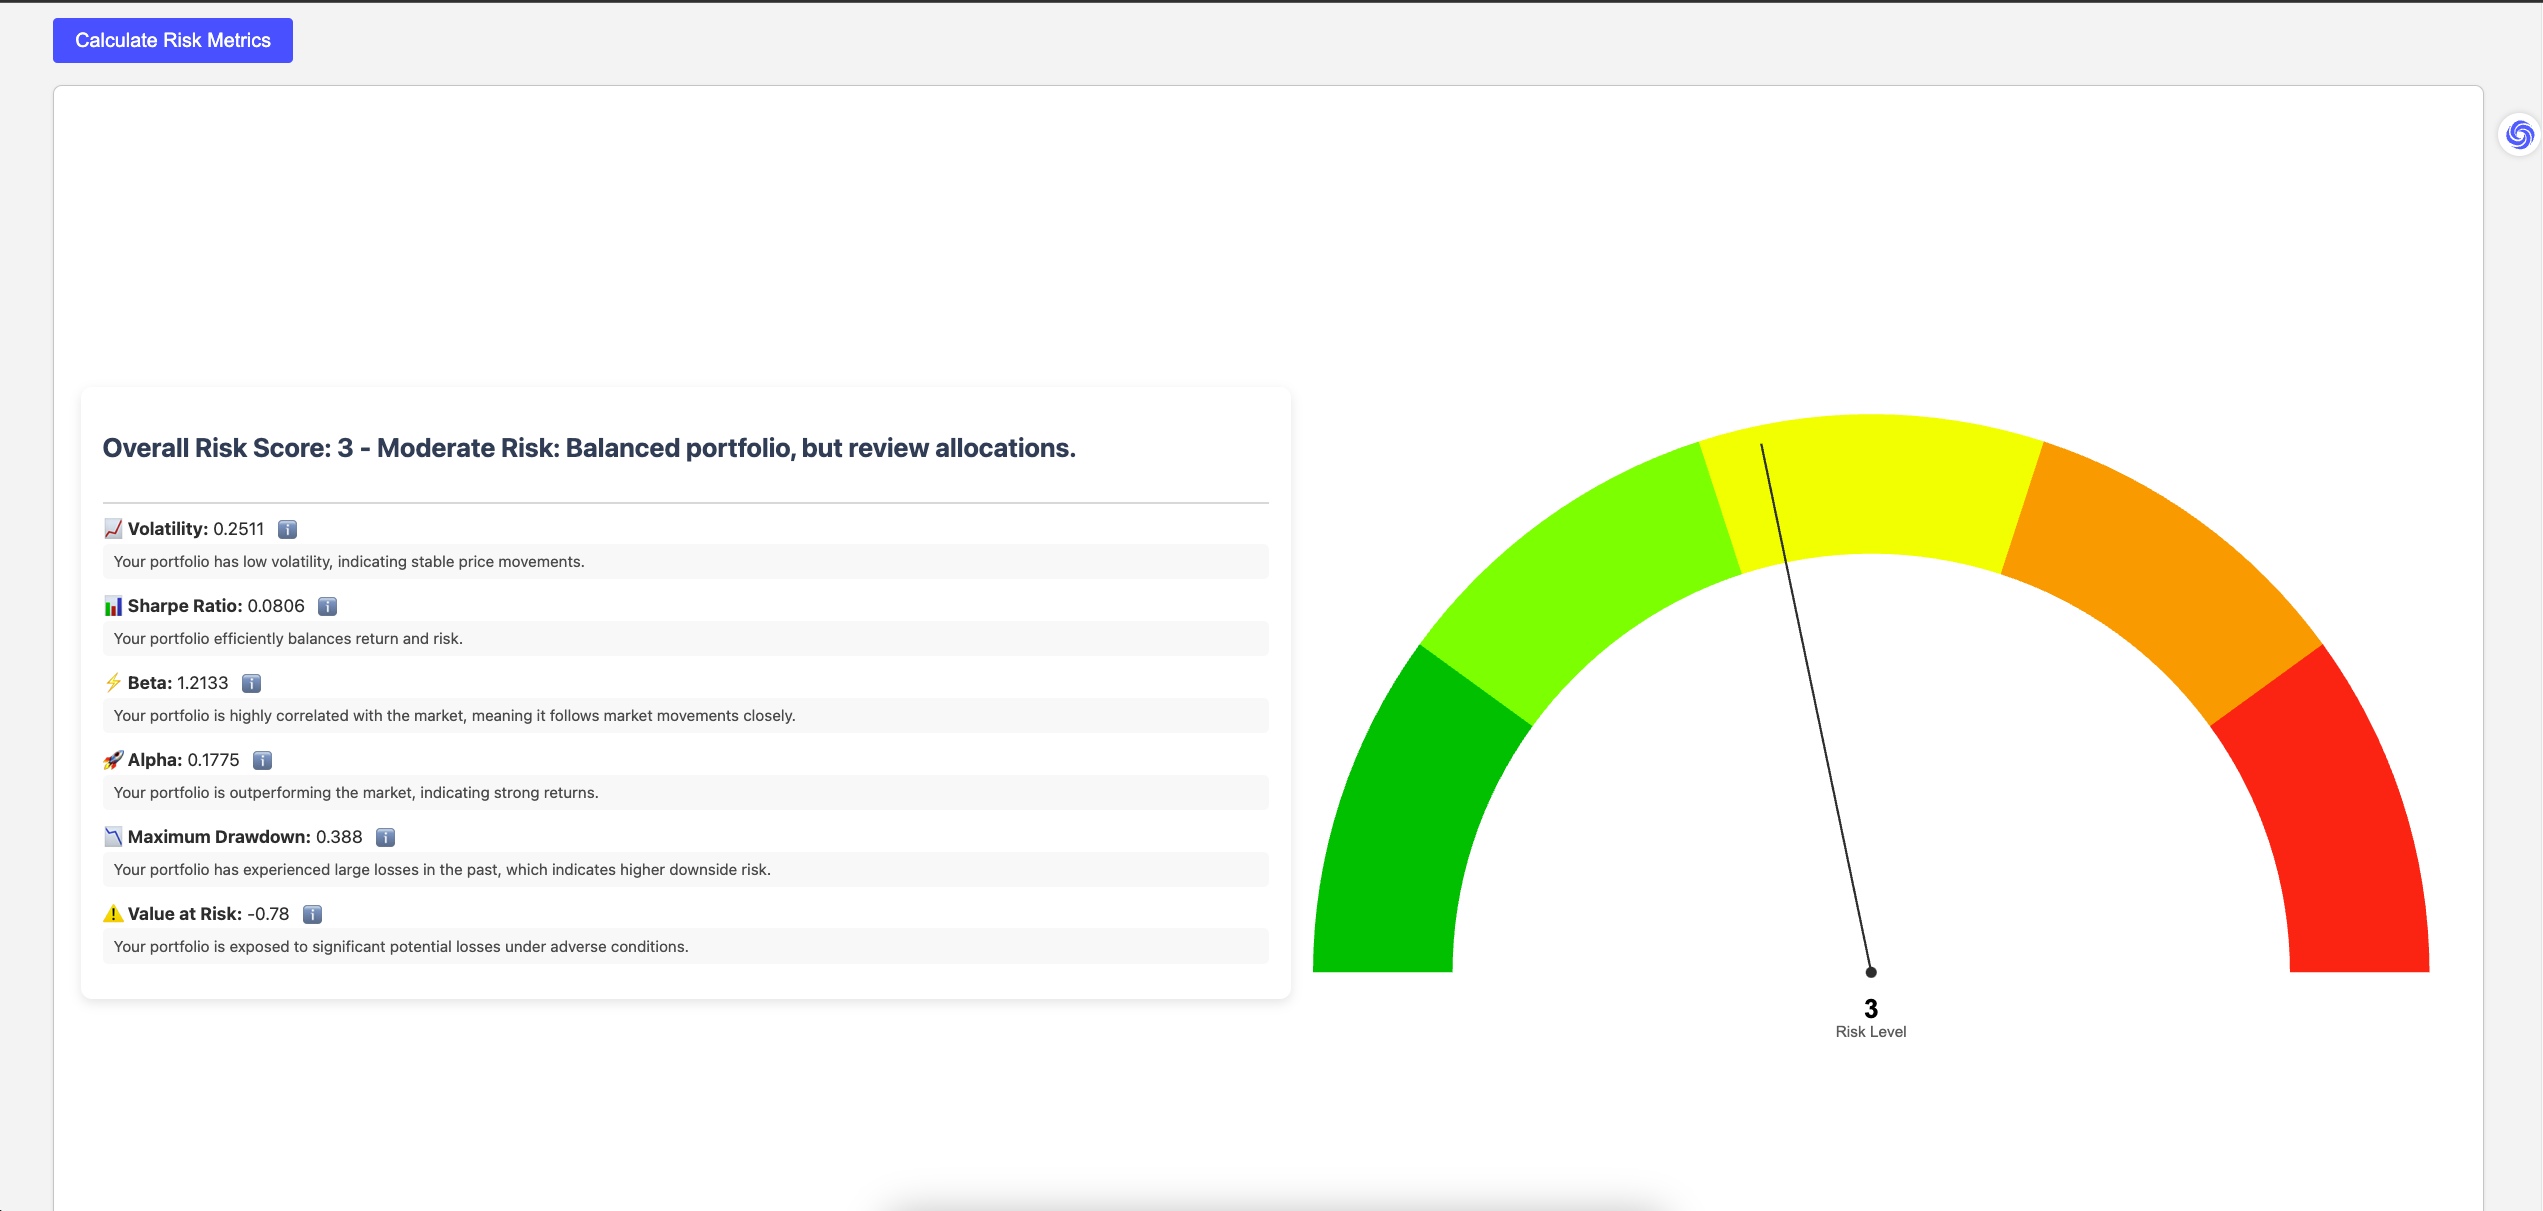 Calculate Risk Metrics
Overall Risk Score: 3 - Moderate Risk: Balanced portfolio, but review allocations.
📈 Volatility: 0.2511 ℹ️
Your portfolio has low volatility, indicating stable price movements.
📊 Sharpe Ratio: 0.0806 ℹ️
Your portfolio efficiently balances return and risk.
⚡ Beta: 1.2133 ℹ️
Your portfolio is highly correlated with the market, meaning it follows market movements closely.
🚀 Alpha: 0.1775 ℹ️
Your portfolio is outperforming the market, indicating strong returns.
📉 Maximum Drawdown: 0.388 ℹ️
Your portfolio has experienced large losses in the past, which indicates higher downside risk.
⚠️ Value at Risk: -0.78 ℹ️
Your portfolio is exposed to significant potential losses under adverse conditions.
3
Risk Level